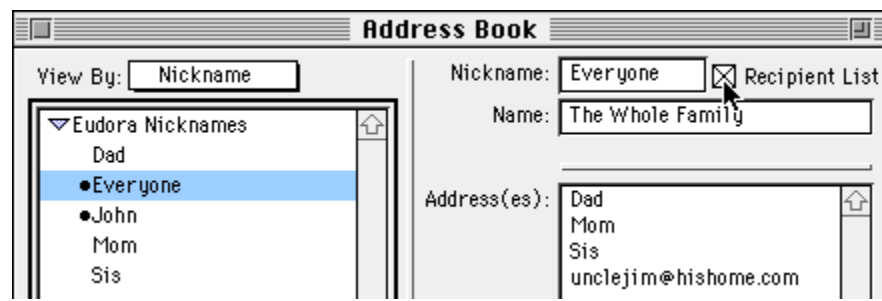 Address Book
View By: Nickname
Eudora Nicknames
Dad
•Everyone
•John
Mom
Sis
Nickname: Everyone Recipient List
Name: The Whole Family
Address(es): Dad
Mom
Sis
unclejim@hishome.com